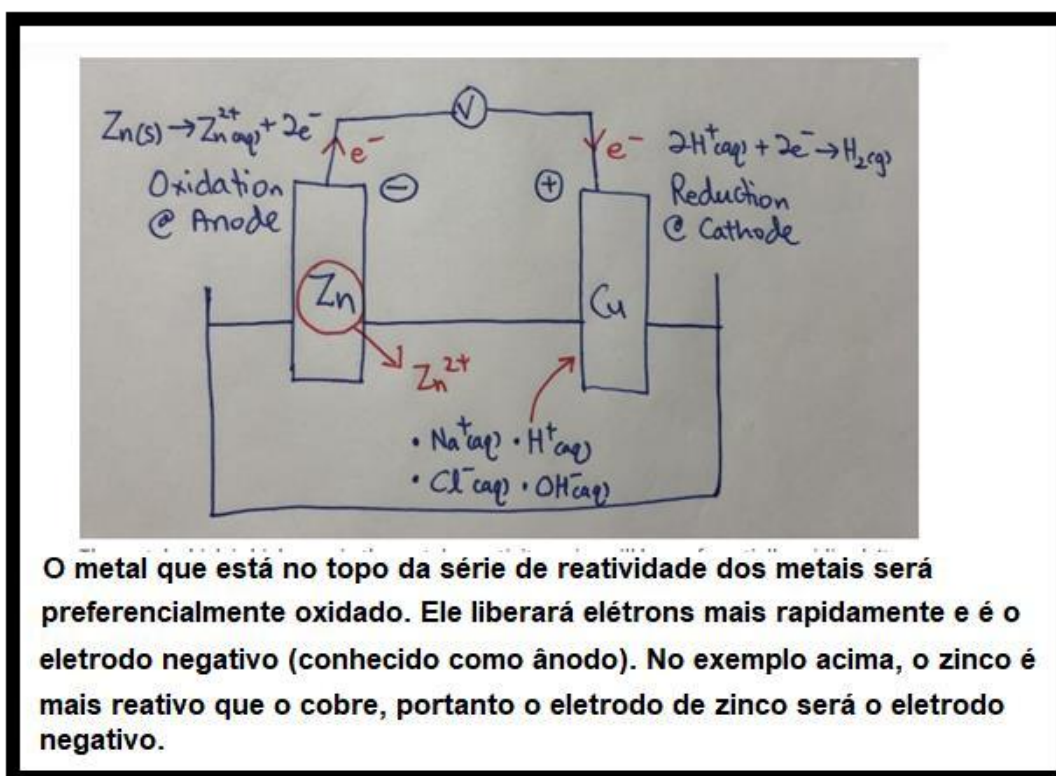 Zn(s) → Zn²⁺(aq) + 2e⁻
Oxidation
@ Anode
e⁻
⊖
V
⊕
e⁻
2H⁺(aq) + 2e⁻ → H₂(g)
Reduction
@ Cathode
Zn
Cu
Zn²⁺
• Na⁺(aq) • H⁺(aq)
• Cl⁻(aq) • OH⁻(aq)
O metal que está no topo da série de reatividade dos metais será
preferencialmente oxidado. Ele liberará elétrons mais rapidamente e é o
eletrodo negativo (conhecido como ânodo). No exemplo acima, o zinco é
mais reativo que o cobre, portanto o eletrodo de zinco será o eletrodo
negativo.